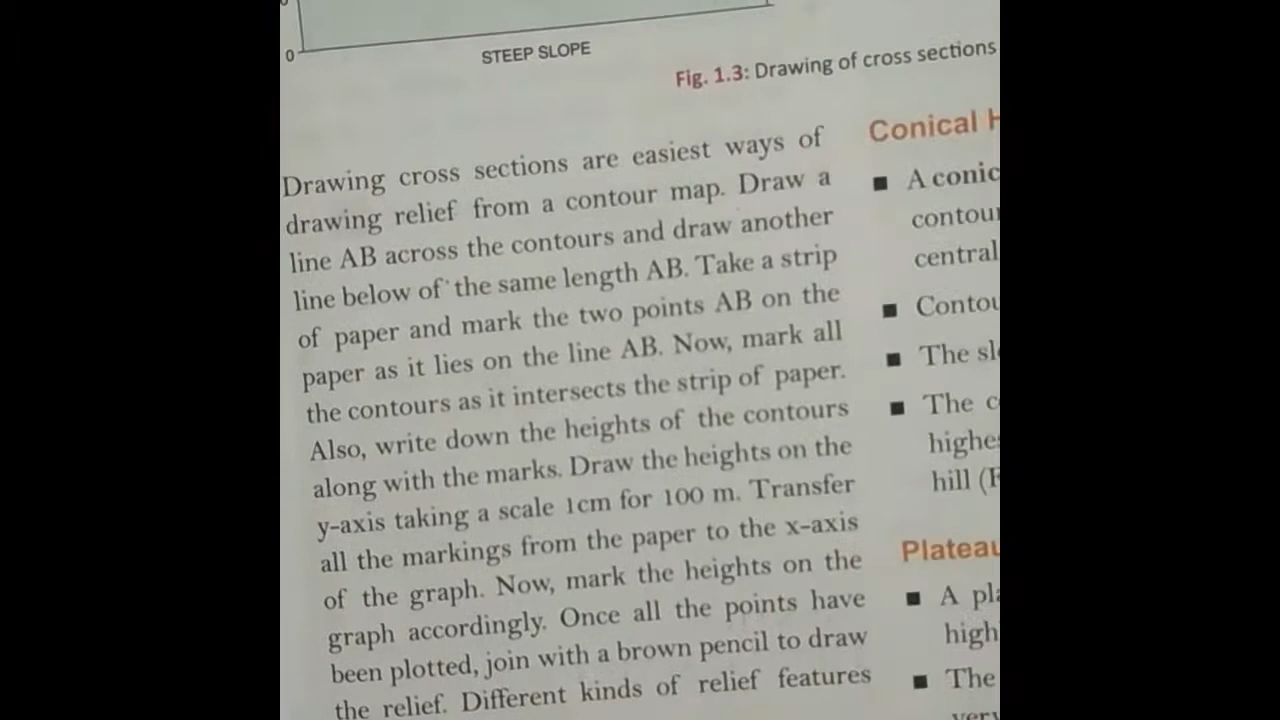 0
STEEP SLOPE
Fig. 1.3: Drawing of cross sections
Drawing cross sections are easiest ways of
drawing relief from a contour map. Draw a
line AB across the contours and draw another
line below of the same length AB. Take a strip
of paper and mark the two points AB on the
paper as it lies on the line AB. Now, mark all
the contours as it intersects the strip of paper.
Also, write down the heights of the contours
along with the marks. Draw the heights on the
y-axis taking a scale 1cm for 100 m. Transfer
all the markings from the paper to the x-axis
of the graph. Now, mark the heights on the
graph accordingly. Once all the points have
been plotted, join with a brown pencil to draw
the relief. Different kinds of relief features
Conical
■ A conic
contour
central
■ Contou
■ The
■ The
highe
hill
Plateau
■ A
high
■ The
very